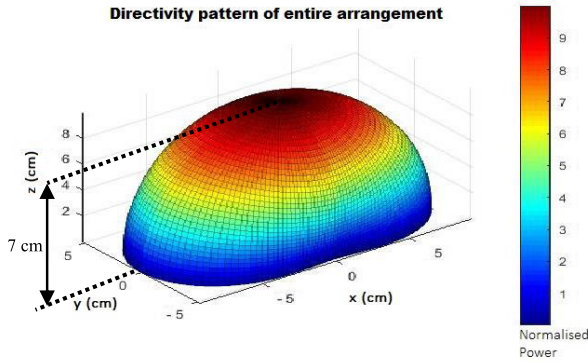 Directivity pattern of entire arrangement
9
8
7
6
5
4
3
2
1
Normalised
Power
z (cm)
8
6
4
2
7 cm
5
0
-5
y (cm)
-5
0
5
x (cm)